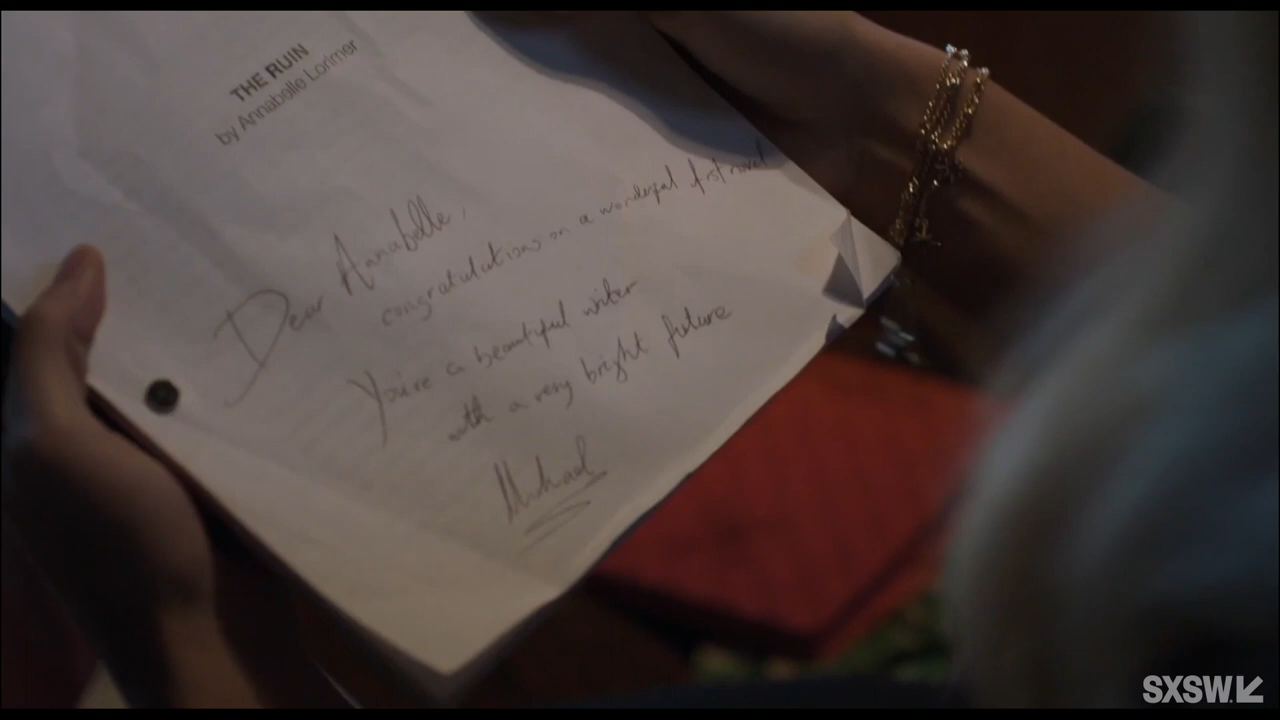 THE RUIN
by Annabelle Lorimer
Dear Annabelle,
congratulations on a wonderful first novel
You're a beautiful writer
with a very bright future
Michael
SXSW